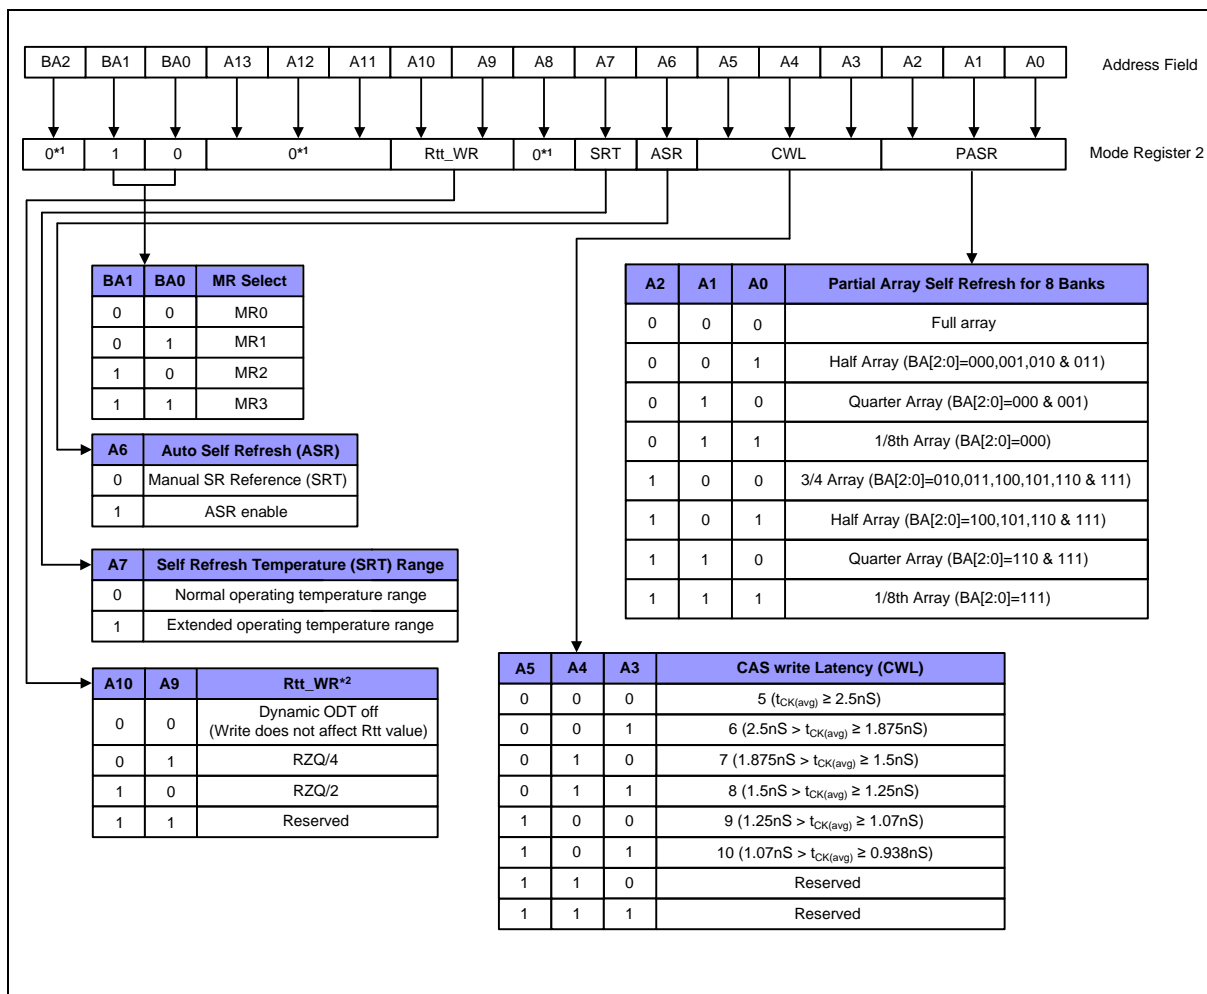 BA2 BA1 BA0 A13 A12 A11 A10 A9 A8 A7 A6 A5 A4 A3 A2 A1 A0 Address Field
0*1 1 0 0*1 Rtt_WR 0*1 SRT ASR CWL PASR Mode Register 2
BA1 BA0 MR Select
0 0 MR0
0 1 MR1
1 0 MR2
1 1 MR3
A6 Auto Self Refresh (ASR)
0 Manual SR Reference (SRT)
1 ASR enable
A7 Self Refresh Temperature (SRT) Range
0 Normal operating temperature range
1 Extended operating temperature range
A10 A9 Rtt_WR*2
0 0 Dynamic ODT off
(Write does not affect Rtt value)
0 1 RZQ/4
1 0 RZQ/2
1 1 Reserved
A2 A1 A0 Partial Array Self Refresh for 8 Banks
0 0 0 Full array
0 0 1 Half Array (BA[2:0]=000,001,010 & 011)
0 1 0 Quarter Array (BA[2:0]=000 & 001)
0 1 1 1/8th Array (BA[2:0]=000)
1 0 0 3/4 Array (BA[2:0]=010,011,100,101,110 & 111)
1 0 1 Half Array (BA[2:0]=100,101,110 & 111)
1 1 0 Quarter Array (BA[2:0]=110 & 111)
1 1 1 1/8th Array (BA[2:0]=111)
A5 A4 A3 CAS write Latency (CWL)
0 0 0 5 (tCK(avg) ≥ 2.5nS)
0 0 1 6 (2.5nS > tCK(avg) ≥ 1.875nS)
0 1 0 7 (1.875nS > tCK(avg) ≥ 1.5nS)
0 1 1 8 (1.5nS > tCK(avg) ≥ 1.25nS)
1 0 0 9 (1.25nS > tCK(avg) ≥ 1.07nS)
1 0 1 10 (1.07nS > tCK(avg) ≥ 0.938nS)
1 1 0 Reserved
1 1 1 Reserved